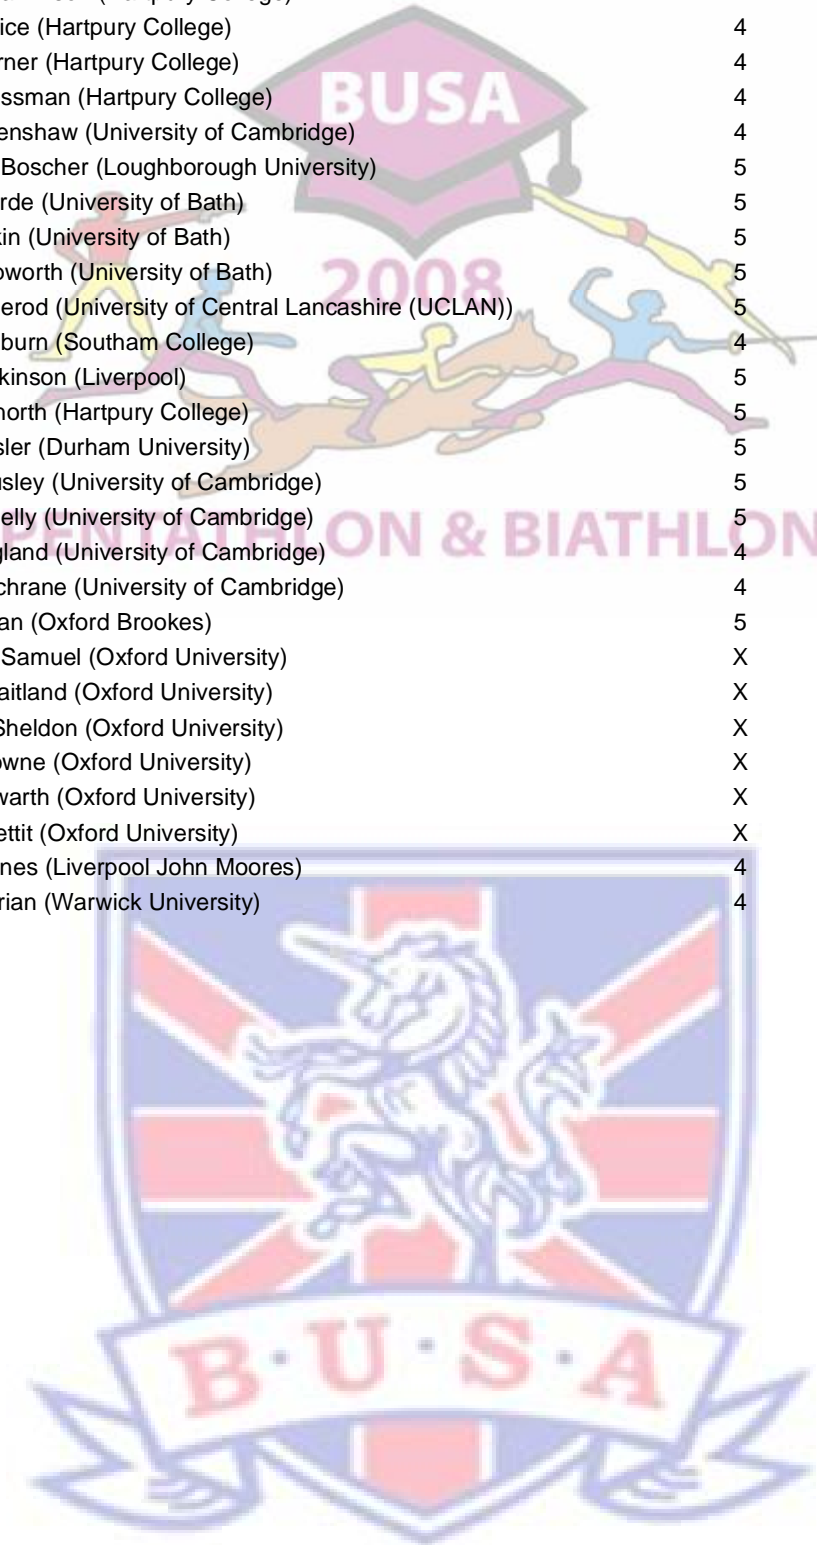 ice (Hartpury College) 4
rner (Hartpury College) 4
ssman (Hartpury College) 4
enshaw (University of Cambridge) 4
Boscher (Loughborough University) 5
rde (University of Bath) 5
kin (University of Bath) 5
oworth (University of Bath) 5
erod (University of Central Lancashire (UCLAN)) 5
burn (Southam College) 4
kinson (Liverpool) 5
north (Hartpury College) 5
sler (Durham University) 5
usley (University of Cambridge) 5
elly (University of Cambridge) 5
gland (University of Cambridge) 4
chrane (University of Cambridge) 4
an (Oxford Brookes) 5
Samuel (Oxford University) X
aitland (Oxford University) X
Sheldon (Oxford University) X
owne (Oxford University) X
warth (Oxford University) X
ettit (Oxford University) X
nes (Liverpool John Moores) 4
rian (Warwick University) 4
BUSA
2008
PENTATHLON & BIATHLON
B·U·S·A